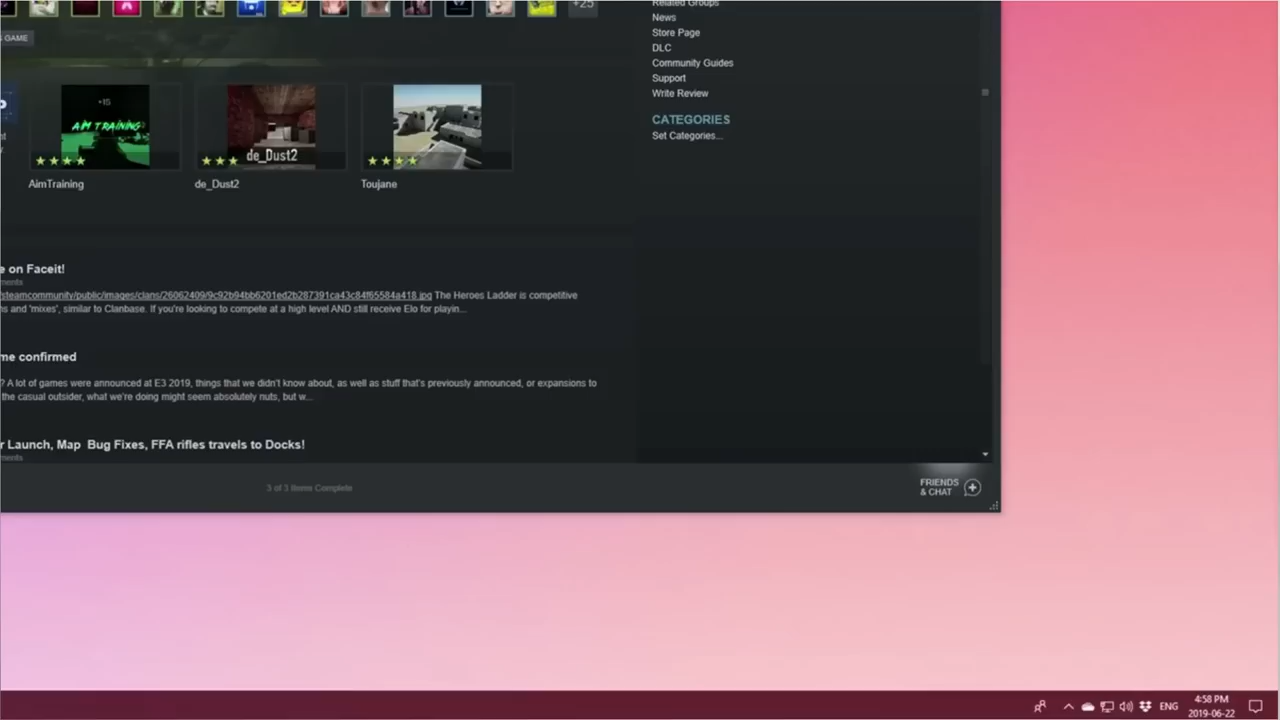 +25
Related Groups
News
Store Page
DLC
Community Guides
Support
Write Review
CATEGORIES
Set Categories...
GAME
+15
AIM TRAINING
AimTraining
de_Dust2
de_Dust2
Toujane
e on Faceit!
ments
/steamcommunity/public/images/clans/26062409/9c92b94bb6201ed2b287391ca43c84f65584a418.jpg The Heroes Ladder is competitive
ns and 'mixes', similar to Clanbase. If you're looking to compete at a high level AND still receive Elo for playin...
me confirmed
? A lot of games were announced at E3 2019, things that we didn't know about, as well as stuff that's previously announced, or expansions to
the casual outsider, what we're doing might seem absolutely nuts, but w...
r Launch, Map Bug Fixes, FFA rifles travels to Docks!
ments
3 of 3 Items Complete
FRIENDS
& CHAT
ENG
4:58 PM
2019-06-22